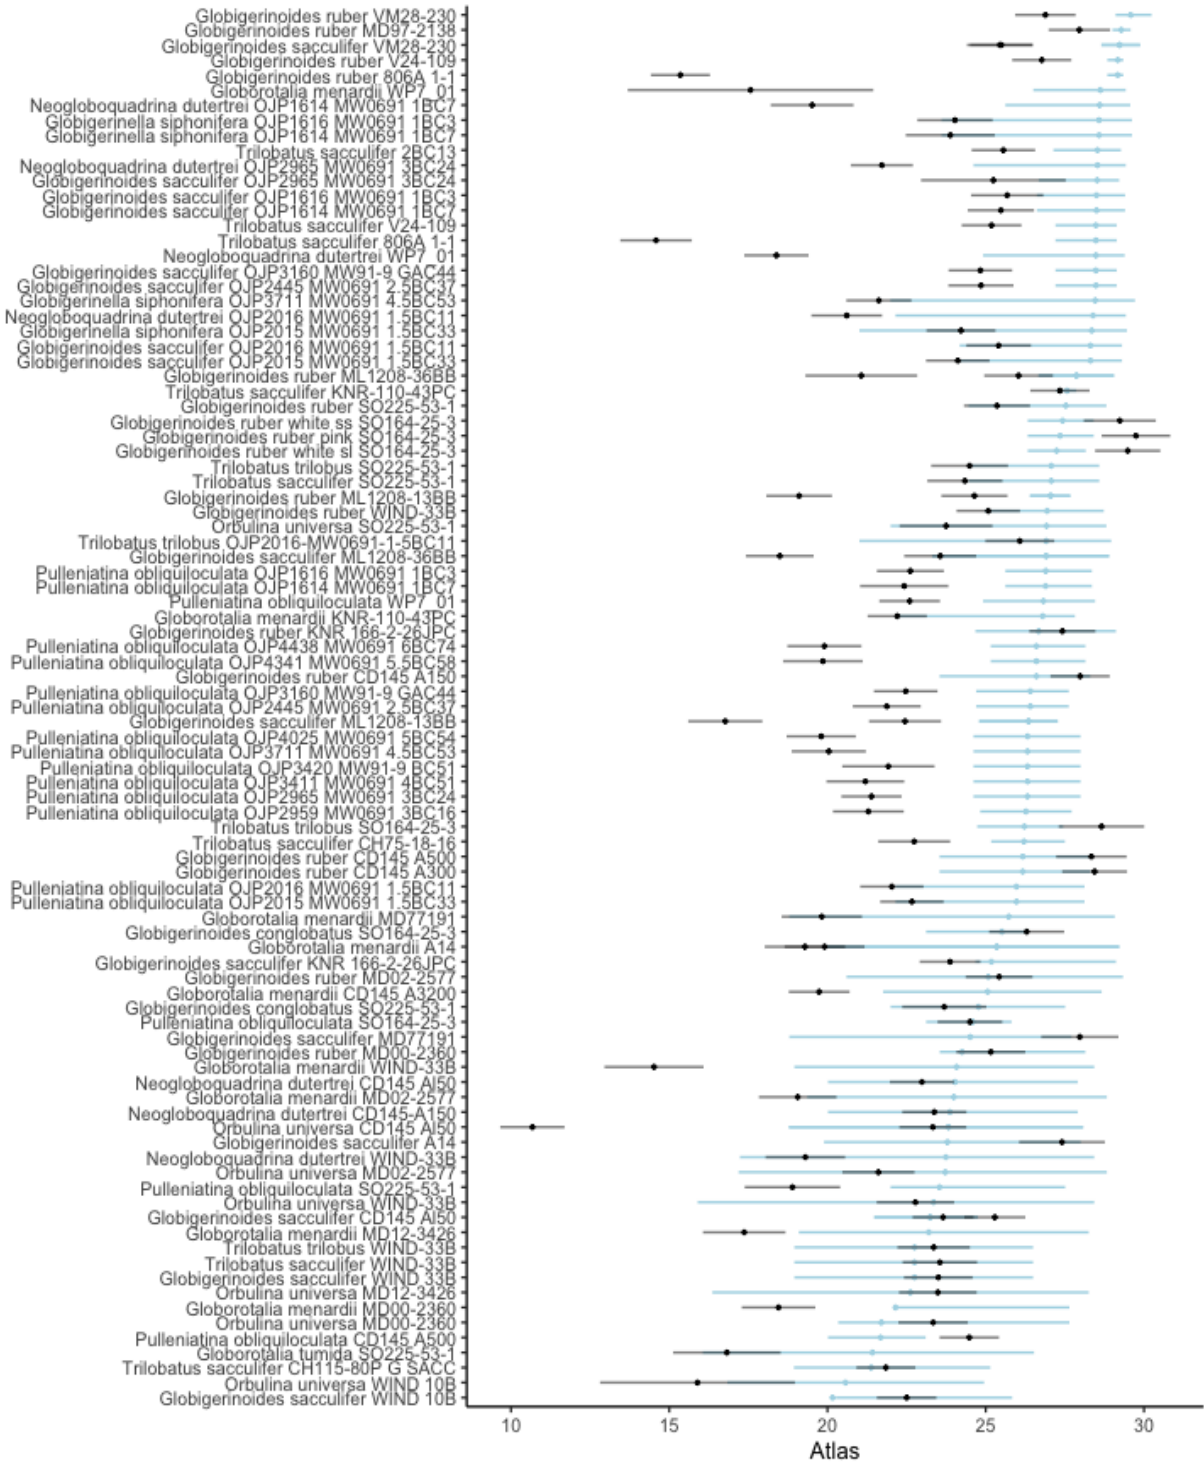 Globigerinoides ruber VM28-230
Globigerinoides ruber MD97-2138
Globigerinoides sacculifer VM28-230
Globigerinoides ruber V24-109
Globigerinoides ruber 806A 1-1
Globorotalia menardii WP7_01
Neogloboquadrina dutertrei OJP1614 MW0691 1BC7
Globigerinella siphonifera OJP1616 MW0691 1BC3
Globigerinella siphonifera OJP1614 MW0691 1BC7
Trilobatus sacculifer 2BC13
Neogloboquadrina dutertrei OJP2965 MW0691 3BC24
Globigerinoides sacculifer OJP2965 MW0691 3BC24
Globigerinoides sacculifer OJP1616 MW0691 1BC3
Globigerinoides sacculifer OJP1614 MW0691 1BC7
Trilobatus sacculifer V24-109
Trilobatus sacculifer 806A 1-1
Neogloboquadrina dutertrei WP7_01
Globigerinoides sacculifer OJP3160 MW91-9 GAC44
Globigerinoides sacculifer OJP2445 MW0691 2.5BC37
Globigerinella siphonifera OJP3711 MW0691 4.5BC53
Neogloboquadrina dutertrei OJP2016 MW0691 1.5BC11
Globigerinella siphonifera OJP2015 MW0691 1.5BC33
Globigerinoides sacculifer OJP2016 MW0691 1.5BC11
Globigerinoides sacculifer OJP2015 MW0691 1.5BC33
Globigerinoides ruber ML1208-36BB
Trilobatus sacculifer KNR-110-43PC
Globigerinoides ruber SO225-53-1
Globigerinoides ruber white ss SO164-25-3
Globigerinoides ruber pink SO164-25-3
Globigerinoides ruber white sl SO164-25-3
Trilobatus trilobus SO225-53-1
Trilobatus sacculifer SO225-53-1
Globigerinoides ruber ML1208-13BB
Globigerinoides ruber WIND-33B
Orbulina universa SO225-53-1
Trilobatus trilobus OJP2016-MW0691-1-5BC11
Globigerinoides sacculifer ML1208-36BB
Pulleniatina obliquiloculata OJP1616 MW0691 1BC3
Pulleniatina obliquiloculata OJP1614 MW0691 1BC7
Pulleniatina obliquiloculata WP7_01
Globorotalia menardii KNR-110-43PC
Globigerinoides ruber KNR 166-2-26JPC
Pulleniatina obliquiloculata OJP4438 MW0691 6BC74
Pulleniatina obliquiloculata OJP4341 MW0691 5.5BC58
Globigerinoides ruber CD145 A150
Pulleniatina obliquiloculata OJP3160 MW91-9 GAC44
Pulleniatina obliquiloculata OJP2445 MW0691 2.5BC37
Globigerinoides sacculifer ML1208-13BB
Pulleniatina obliquiloculata OJP4025 MW0691 5BC54
Pulleniatina obliquiloculata OJP3711 MW0691 4.5BC53
Pulleniatina obliquiloculata OJP3420 MW91-9 BC51
Pulleniatina obliquiloculata OJP3411 MW0691 4BC51
Pulleniatina obliquiloculata OJP2965 MW0691 3BC24
Pulleniatina obliquiloculata OJP2959 MW0691 3BC16
Trilobatus trilobus SO164-25-3
Trilobatus sacculifer CH75-18-16
Globigerinoides ruber CD145 A500
Globigerinoides ruber CD145 A300
Pulleniatina obliquiloculata OJP2016 MW0691 1.5BC11
Pulleniatina obliquiloculata OJP2015 MW0691 1.5BC33
Globorotalia menardii MD77191
Globigerinoides conglobatus SO164-25-3
Globorotalia menardii A14
Globigerinoides sacculifer KNR 166-2-26JPC
Globigerinoides ruber MD02-2577
Globorotalia menardii CD145 A3200
Globigerinoides conglobatus SO225-53-1
Pulleniatina obliquiloculata SO164-25-3
Globigerinoides sacculifer MD77191
Globigerinoides ruber MD00-2360
Globorotalia menardii WIND-33B
Neogloboquadrina dutertrei CD145 AI50
Globorotalia menardii MD02-2577
Neogloboquadrina dutertrei CD145-A150
Orbulina universa CD145 AI50
Globigerinoides sacculifer A14
Neogloboquadrina dutertrei WIND-33B
Orbulina universa MD02-2577
Pulleniatina obliquiloculata SO225-53-1
Orbulina universa WIND-33B
Globigerinoides sacculifer CD145 AI50
Globorotalia menardii MD12-3426
Trilobatus trilobus WIND-33B
Trilobatus sacculifer WIND-33B
Globigerinoides sacculifer WIND 33B
Orbulina universa MD12-3426
Globorotalia menardii MD00-2360
Orbulina universa MD00-2360
Pulleniatina obliquiloculata CD145 A500
Globorotalia tumida SO225-53-1
Trilobatus sacculifer CH115-80P G SACC
Orbulina universa WIND 10B
Globigerinoides sacculifer WIND 10B
10 15 20 25 30
Atlas